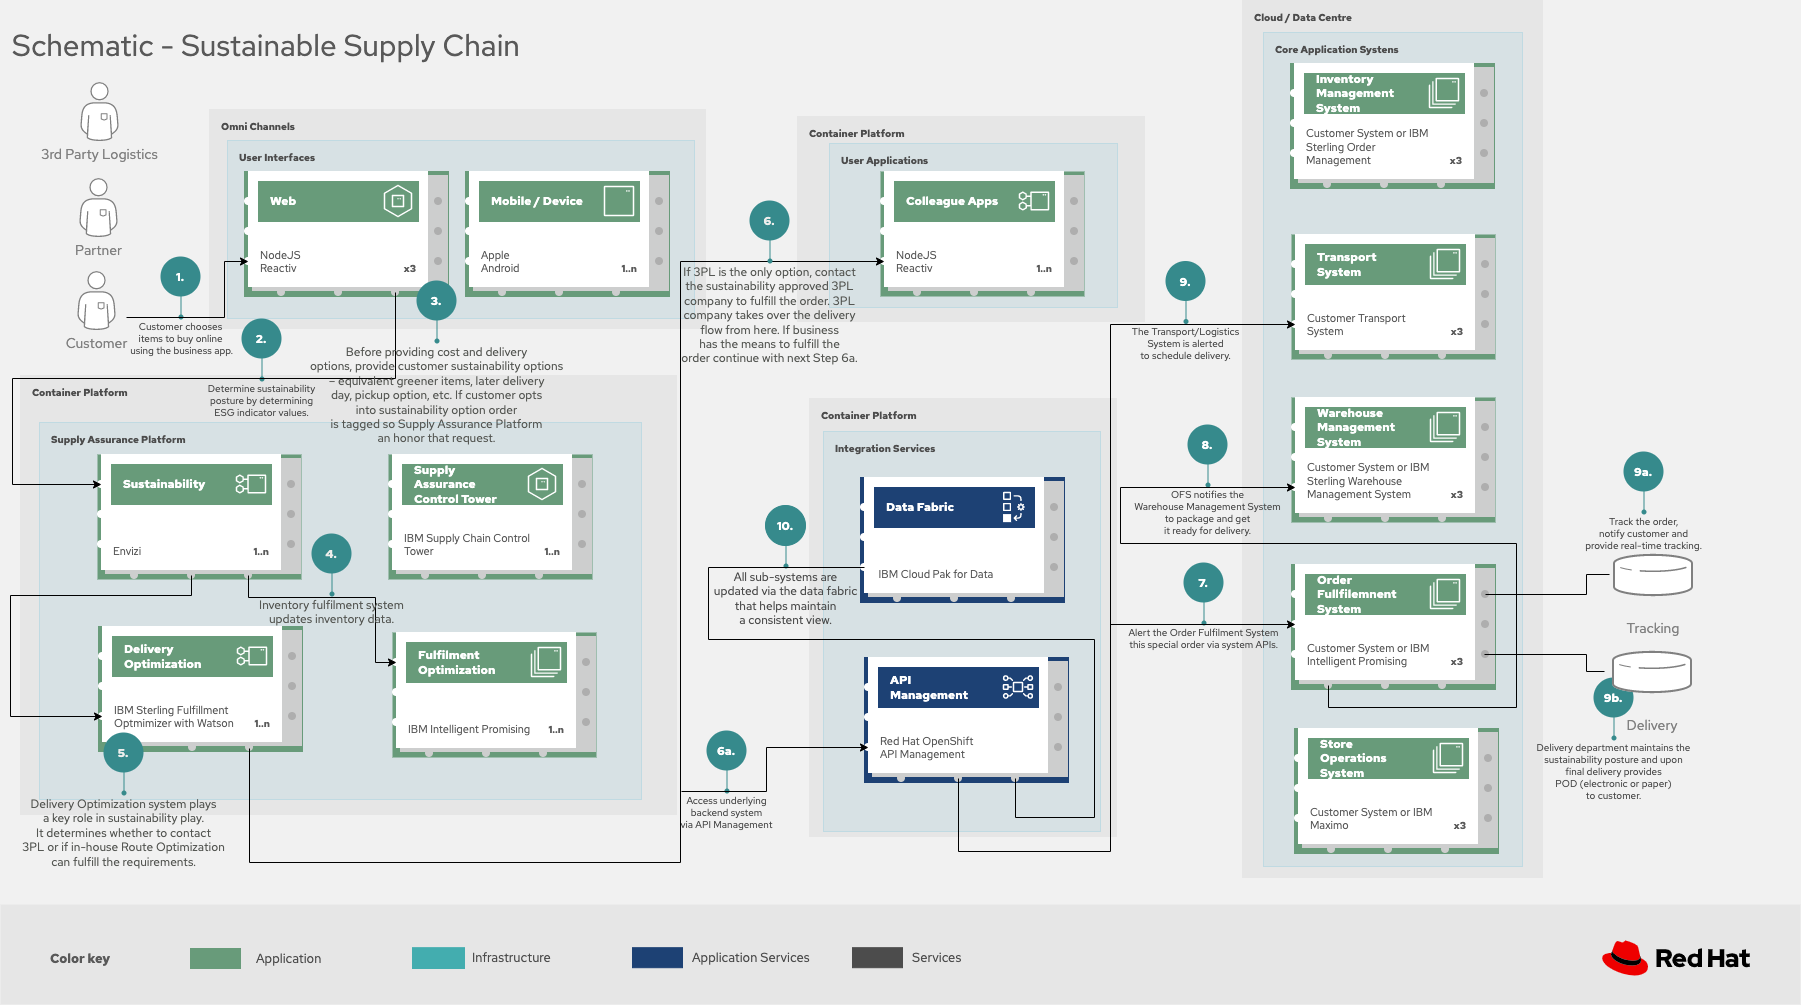 Schematic - Sustainable Supply Chain
3rd Party Logistics
Partner
Customer
1.
Customer chooses
items to buy online
using the business app.
Omni Channels
User Interfaces
Web
NodeJS
Reactiv
x3
Mobile / Device
Apple
Android
1..n
2.
Determine sustainability
posture by determining
ESG indicator values.
3.
Before providing cost and delivery
options, provide customer sustainability options
– equivalent greener items, later delivery
day, pickup option, etc. If customer opts
into sustainability option order
is tagged so Supply Assurance Platform
an honor that request.
Container Platform
Supply Assurance Platform
Sustainability
Envizi
1..n
Supply
Assurance
Control Tower
IBM Supply Chain Control
Tower
1..n
4.
Inventory fulfilment system
updates inventory data.
Delivery
Optimization
IBM Sterling Fulfillment
Optmimizer with Watson
1..n
Fulfilment
Optimization
IBM Intelligent Promising
1..n
5.
Delivery Optimization system plays
a key role in sustainability play.
It determines whether to contact
3PL or if in-house Route Optimization
can fulfill the requirements.
6.
If 3PL is the only option, contact
the sustainability approved 3PL
company to fulfill the order. 3PL
company takes over the delivery
flow from here. If business
has the means to fulfill the
order continue with next Step 6a.
Container Platform
User Applications
Colleague Apps
NodeJS
Reactiv
1..n
6a.
Access underlying
backend system
via API Management
Container Platform
Integration Services
Data Fabric
IBM Cloud Pak for Data
API
Management
Red Hat OpenShift
API Management
10.
All sub-systems are
updated via the data fabric
that helps maintain
a consistent view.
7.
Alert the Order Fulfilment System
this special order via system APIs.
8.
OFS notifies the
Warehouse Management System
to package and get
it ready for delivery.
9.
The Transport/Logistics
System is alerted
to schedule delivery.
Cloud / Data Centre
Core Application Systens
Inventory
Management
System
Customer System or IBM
Sterling Order
Management
x3
Transport
System
Customer Transport
System
x3
Warehouse
Management
System
Customer System or IBM
Sterling Warehouse
Management System
x3
Order
Fullfilemnent
System
Customer System or IBM
Intelligent Promising
x3
Store
Operations
System
Customer System or IBM
Maximo
x3
9a.
Track the order,
notify customer and
provide real-time tracking.
Tracking
9b.
Delivery
Delivery department maintains the
sustainability posture and upon
final delivery provides
POD (electronic or paper)
to customer.
Color key
Application
Infrastructure
Application Services
Services
Red Hat